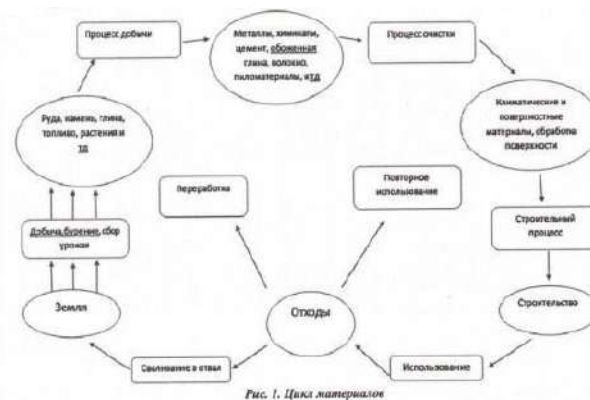 Процесс добычи
Металлы, химикаты,
цемент, обоженная
глина, волокно,
пиломатериалы, итд
Процесс очистки
Руда, камень, глина,
топливо, растения и
тд
Климатические и
поверхностные
материалы, обработка
поверхности
Переработка
Повторное
использование
Добыча, бурение, сбор
урожая
Строительный
процесс
Земля
Отходы
Строительство
Сваливание в отвал
Использование
Рис. 1. Цикл материалов